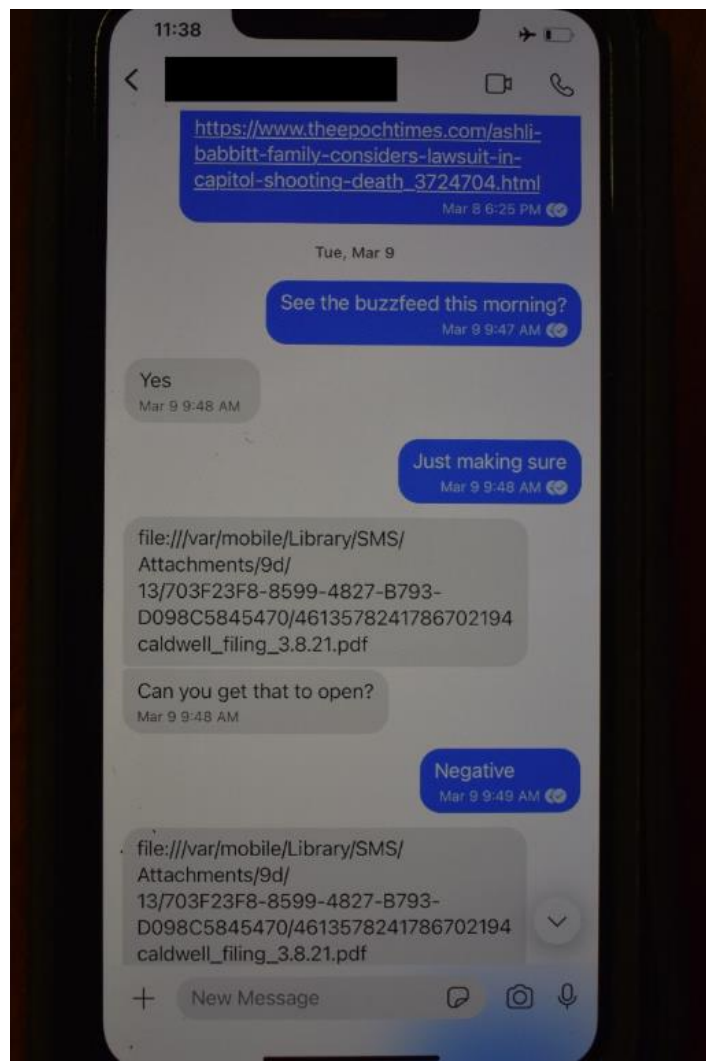 11:38
https://www.theepochtimes.com/ashli-
babbitt-family-considers-lawsuit-in-
capitol-shooting-death_3724704.html
Mar 8 6:25 PM
Tue, Mar 9
See the buzzfeed this morning?
Mar 9 9:47 AM
Yes
Mar 9 9:48 AM
Just making sure
Mar 9 9:48 AM
file:///var/mobile/Library/SMS/
Attachments/9d/
13/703F23F8-8599-4827-B793-
D098C5845470/4613578241786702194
caldwell_filing_3.8.21.pdf
Can you get that to open?
Mar 9 9:48 AM
Negative
Mar 9 9:49 AM
file:///var/mobile/Library/SMS/
Attachments/9d/
13/703F23F8-8599-4827-B793-
D098C5845470/4613578241786702194
caldwell_filing_3.8.21.pdf
New Message